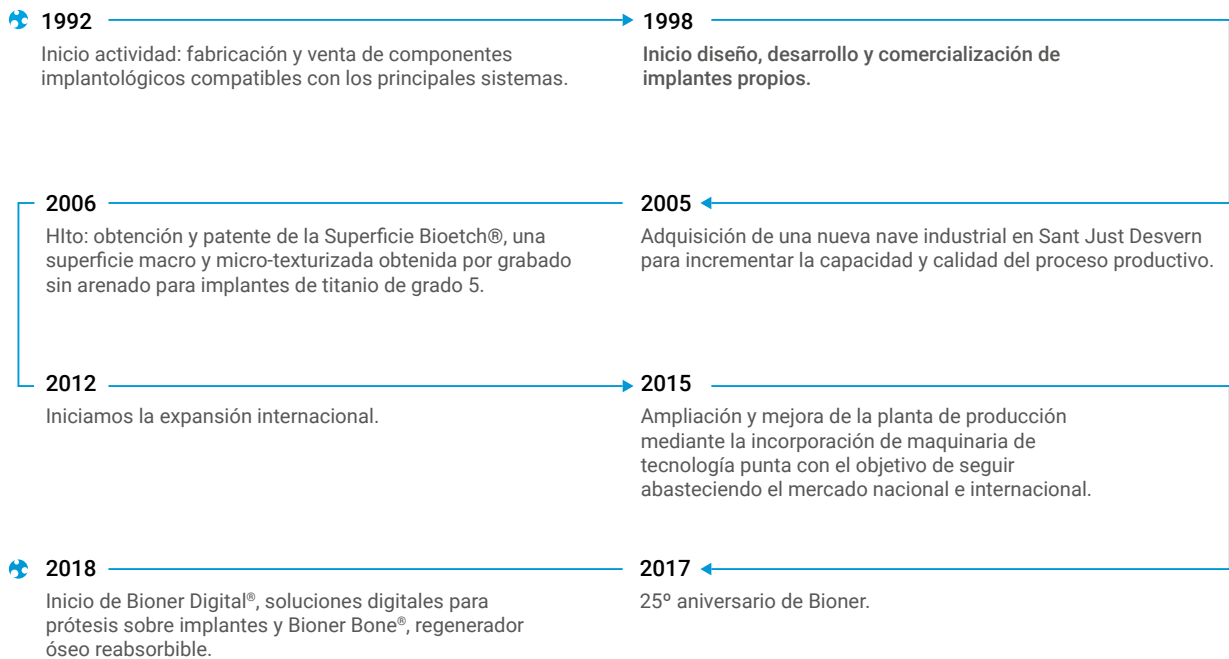 1992
Inicio actividad: fabricación y venta de componentes
implantológicos compatibles con los principales sistemas.
1998
Inicio diseño, desarrollo y comercialización de
implantes propios.
2005
Adquisición de una nueva nave industrial en Sant Just Desvern
para incrementar la capacidad y calidad del proceso productivo.
2006
HIto: obtención y patente de la Superficie Bioetch®, una
superficie macro y micro-texturizada obtenida por grabado
sin arenado para implantes de titanio de grado 5.
2012
Iniciamos la expansión internacional.
2015
Ampliación y mejora de la planta de producción
mediante la incorporación de maquinaria de
tecnología punta con el objetivo de seguir
abasteciendo el mercado nacional e internacional.
2017
25º aniversario de Bioner.
2018
Inicio de Bioner Digital®, soluciones digitales para
prótesis sobre implantes y Bioner Bone®, regenerador
óseo reabsorbible.